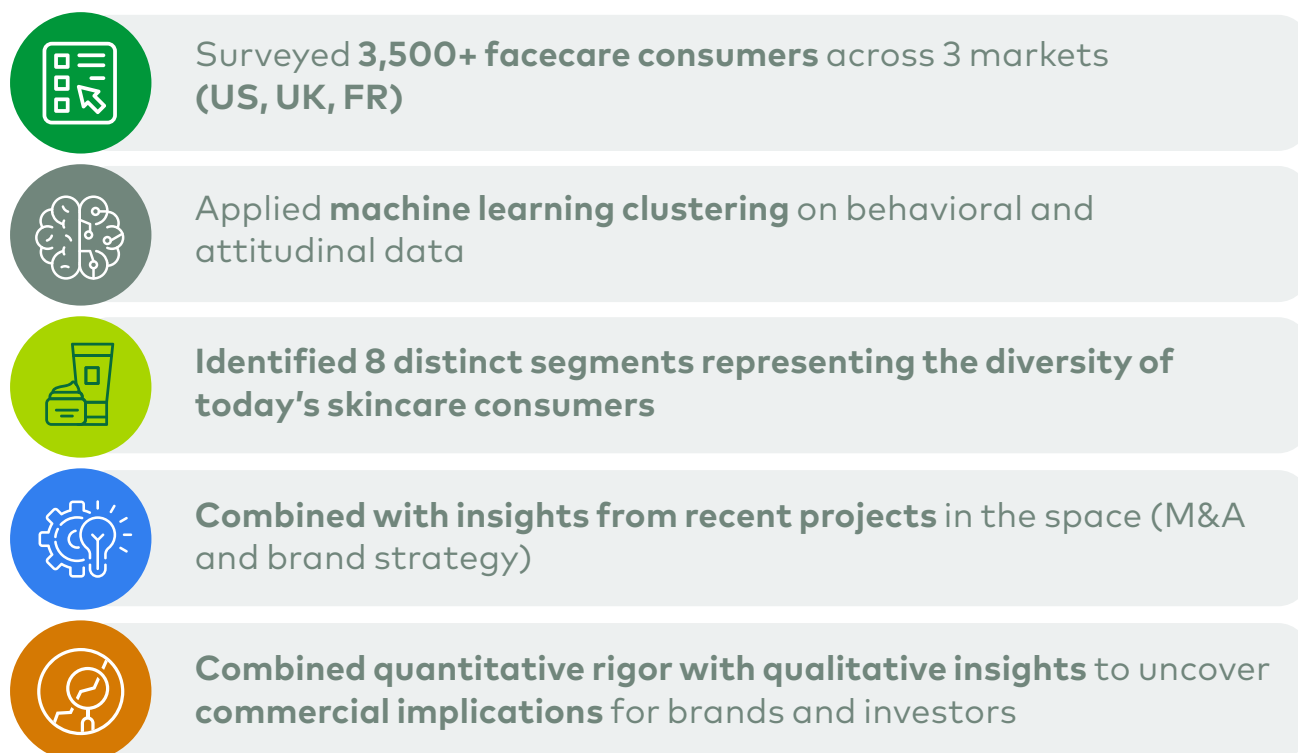 Surveyed 3,500+ facecare consumers across 3 markets
(US, UK, FR)
Applied machine learning clustering on behavioral and
attitudinal data
Identified 8 distinct segments representing the diversity of
today’s skincare consumers
Combined with insights from recent projects in the space (M&A
and brand strategy)
Combined quantitative rigor with qualitative insights to uncover
commercial implications for brands and investors